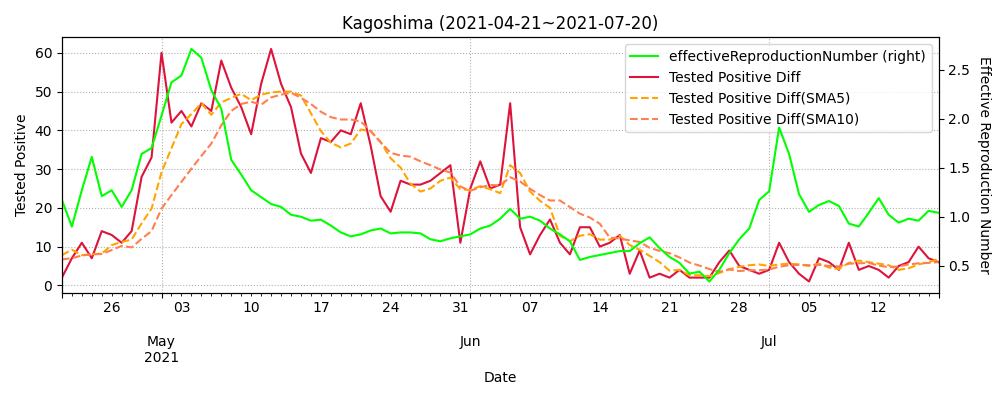 Kagoshima (2021-04-21~2021-07-20)
effectiveReproductionNumber (right)
Tested Positive Diff
Tested Positive Diff(SMA5)
Tested Positive Diff(SMA10)
Tested Positive
60
50
40
30
20
10
0
2.5
2.0
1.5
1.0
0.5
Effective Reproduction Number
26 03 10 17 24 31 07 14 21 28 05 12
May Jun Jul
2021
Date